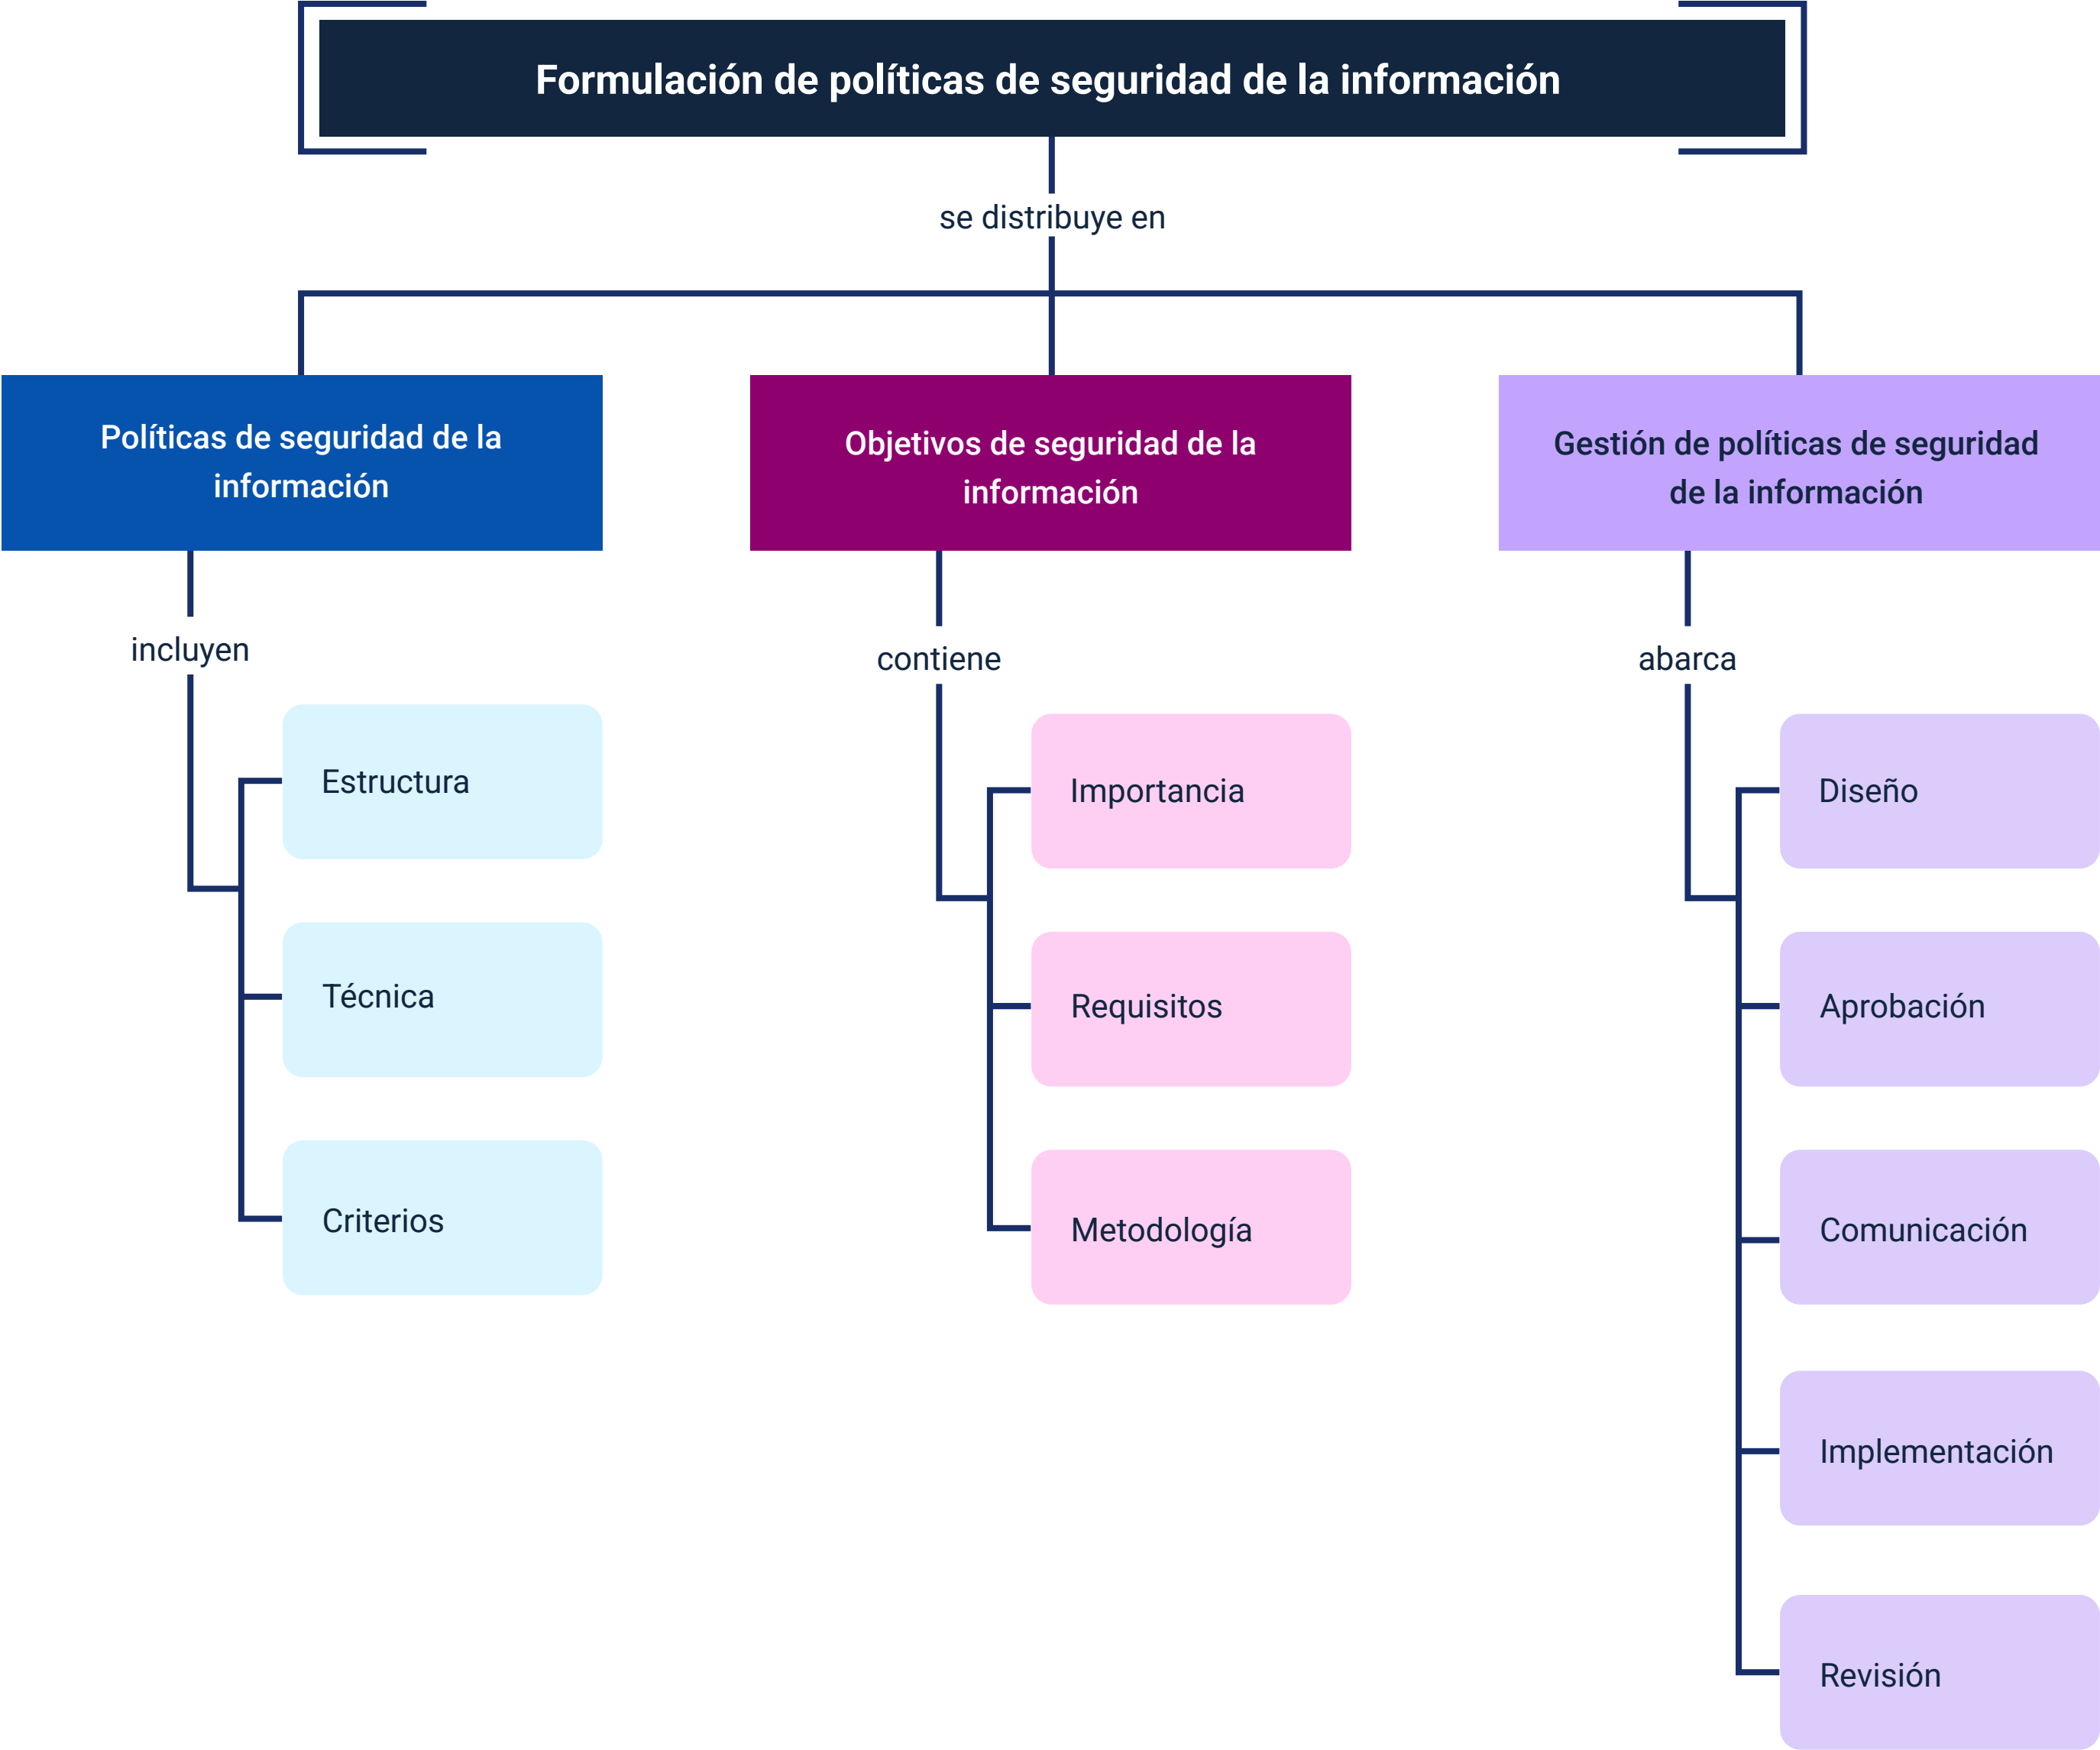 Formulación de políticas de seguridad de la información
se distribuye en
Políticas de seguridad de la
información
incluyen
Estructura
Técnica
Criterios
Objetivos de seguridad de la
información
contiene
Importancia
Requisitos
Metodología
Gestión de políticas de seguridad
de la información
abarca
Diseño
Aprobación
Comunicación
Implementación
Revisión